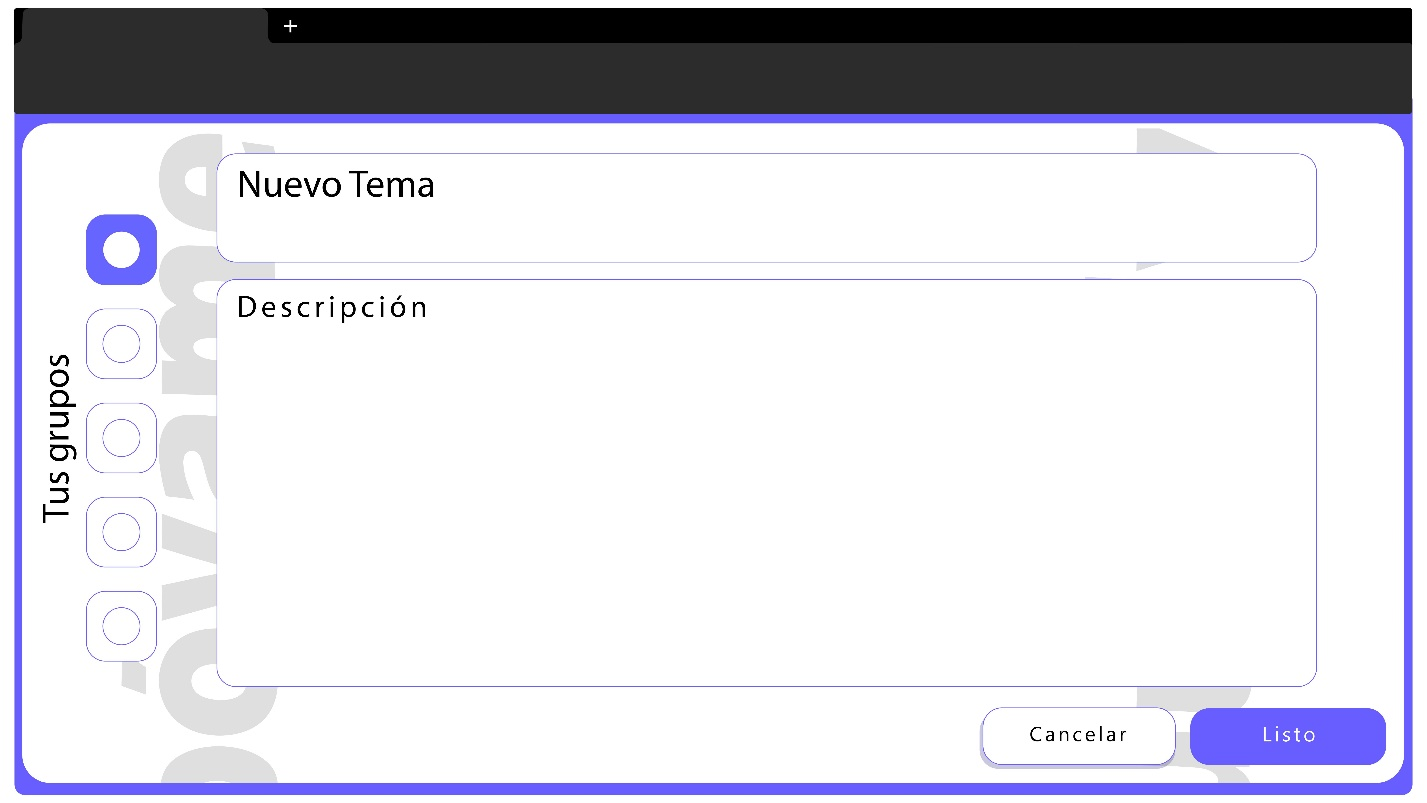 +
Nuevo Tema
Descripción
Tus grupos
Cancelar
Listo